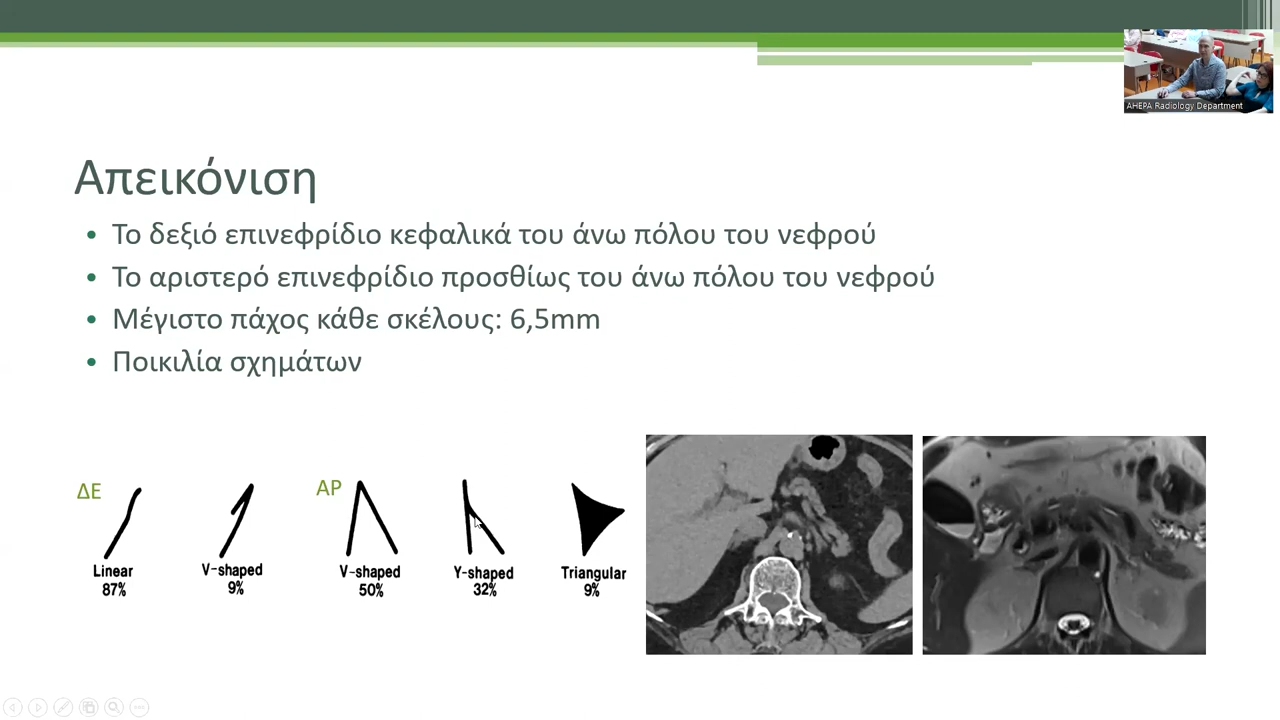 AHEPA Radiology Department
Απεικόνιση
• Το δεξιό επινεφρίδιο κεφαλικά του άνω πόλου του νεφρού
• Το αριστερό επινεφρίδιο προσθίως του άνω πόλου του νεφρού
• Μέγιστο πάχος κάθε σκέλους: 6,5mm
• Ποικιλία σχημάτων
ΔΕ
ΑΡ
Linear
87%
V-shaped
9%
V-shaped
50%
Y-shaped
32%
Triangular
9%